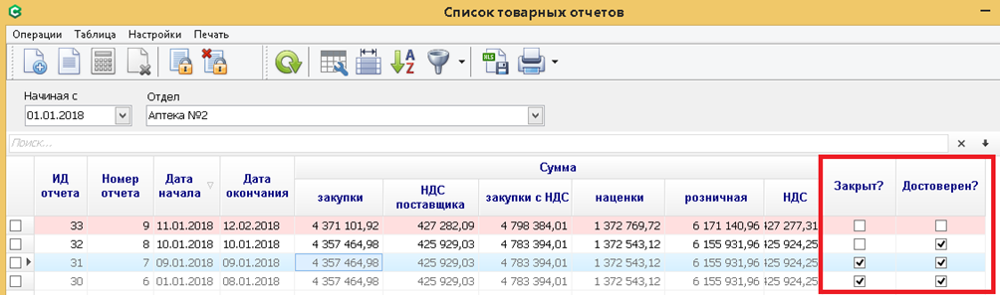 Список товарных отчетов
Операции Таблица Настройки Печать
A Z XLS
Начиная с Отдел
01.01.2018 Аптека №2
Поиск...
ИД отчета Номер отчета Дата начала Дата окончания Сумма Закрыт? Достоверен?
закупки НДС поставщика закупки с НДС наценки розничная НДС
33 9 11.01.2018 12.02.2018 4 371 101,92 427 282,09 4 798 384,01 1 372 769,72 6 171 140,96 427 277,31
32 8 10.01.2018 10.01.2018 4 357 464,98 425 929,03 4 783 394,01 1 372 543,12 6 155 931,96 425 924,25
31 7 09.01.2018 09.01.2018 4 357 464,98 425 929,03 4 783 394,01 1 372 543,12 6 155 931,96 425 924,25
30 6 01.01.2018 08.01.2018 4 357 464,98 425 929,03 4 783 394,01 1 372 543,12 6 155 931,96 425 924,25